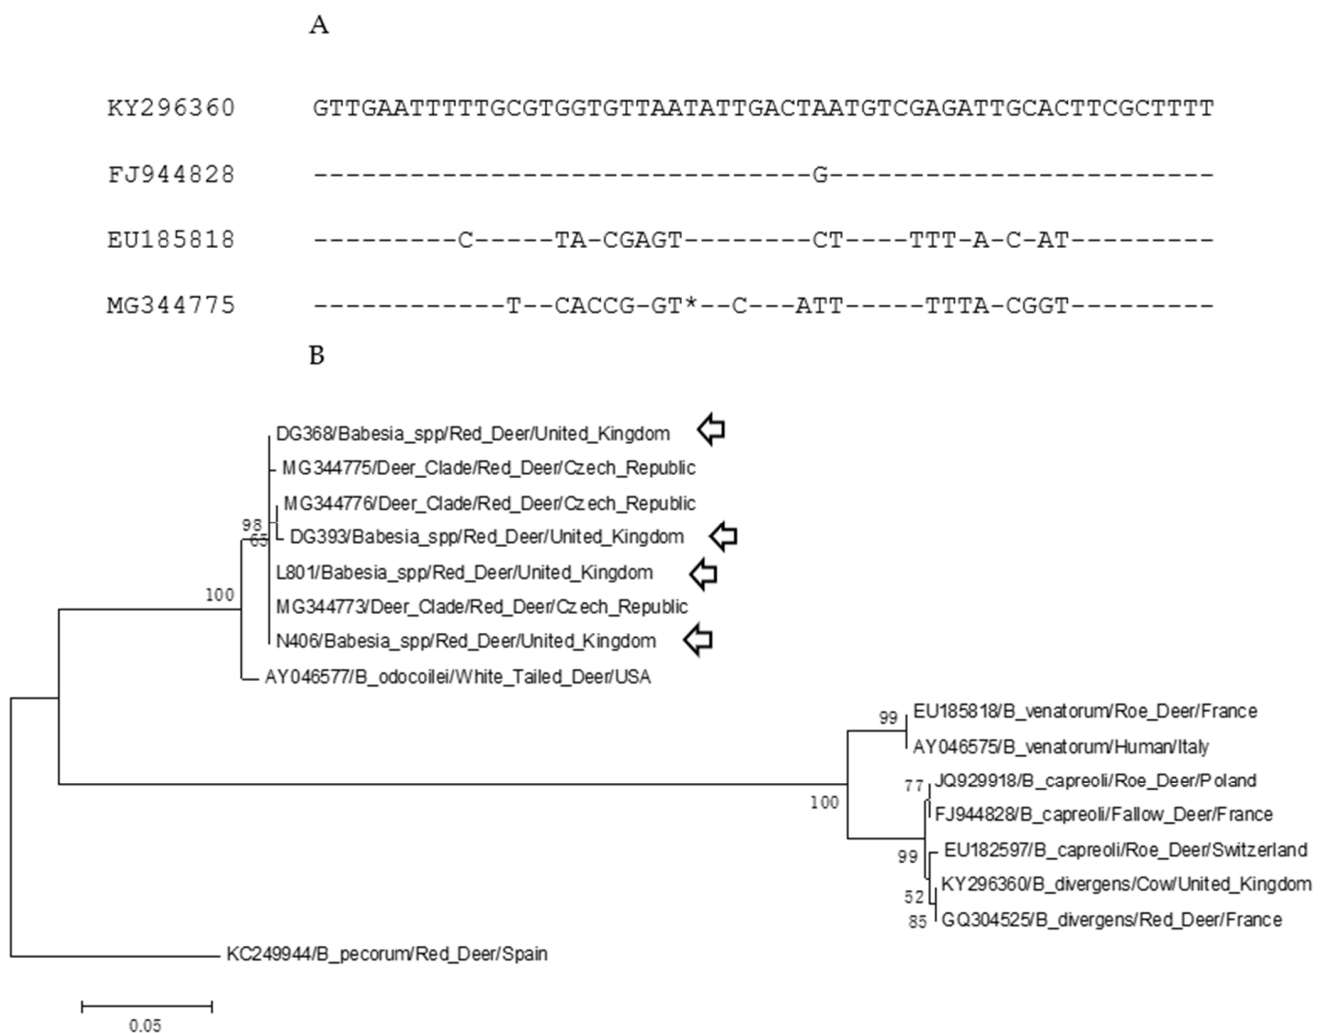 A
KY296360 GTTGAATTTTTGCGTGGTGTTAATATTGACTAATGTCGAGATTGCACTTCGCTTTT
FJ944828 -------------------------------G------------------------
EU185818 ---------C-----TA-CGAGT--------CT----TTT-A-C-AT---------
MG344775 ------------T--CACCG-GT*--C---ATT-----TTTA-CGGT---------
B
DG368/Babesia_spp/Red_Deer/United_Kingdom
MG344775/Deer_Clade/Red_Deer/Czech_Republic
MG344776/Deer_Clade/Red_Deer/Czech_Republic
98
65
DG393/Babesia_spp/Red_Deer/United_Kingdom
L801/Babesia_spp/Red_Deer/United_Kingdom
100
MG344773/Deer_Clade/Red_Deer/Czech_Republic
N406/Babesia_spp/Red_Deer/United_Kingdom
AY046577/B_odocoilei/White_Tailed_Deer/USA
99
EU185818/B_venatorum/Roe_Deer/France
AY046575/B_venatorum/Human/Italy
77
JQ929918/B_capreoli/Roe_Deer/Poland
100
FJ944828/B_capreoli/Fallow_Deer/France
99
EU182597/B_capreoli/Roe_Deer/Switzerland
52
KY296360/B_divergens/Cow/United_Kingdom
85
GQ304525/B_divergens/Red_Deer/France
KC249944/B_pecorum/Red_Deer/Spain
0.05